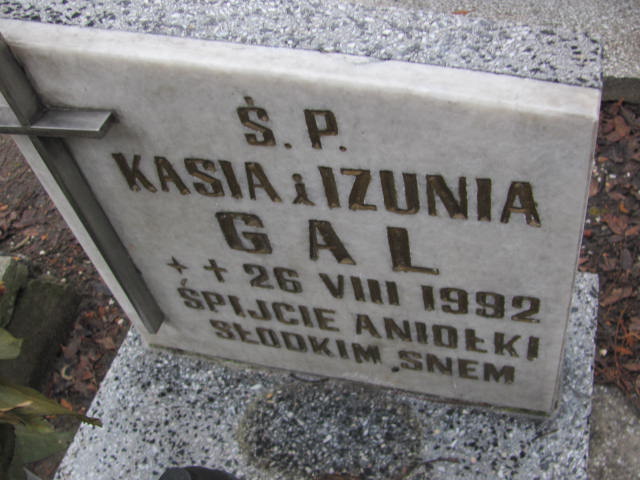 Ś. P.
KASIA i IZUNIA
GAL
++ 26 VIII 1992
ŚPIJCIE ANIOŁKI
SŁODKIM SNEM